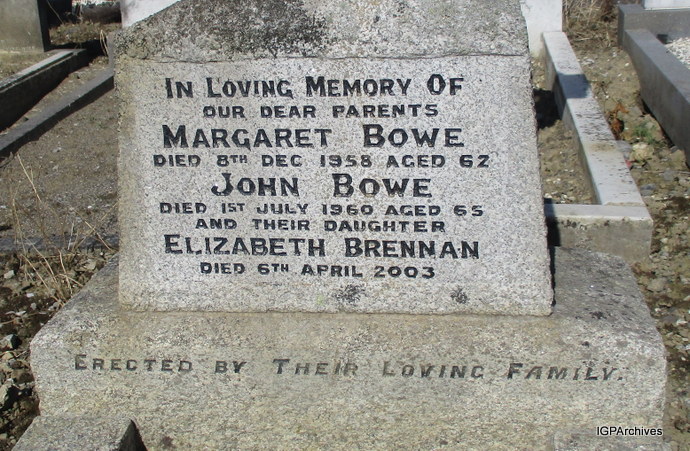 In Loving Memory Of
OUR DEAR PARENTS
MARGARET BOWE
DIED 8TH DEC 1958 AGED 62
JOHN BOWE
DIED 1ST JULY 1960 AGED 65
AND THEIR DAUGHTER
ELIZABETH BRENNAN
DIED 6TH APRIL 2003
ERECTED BY THEIR LOVING FAMILY.
IGPArchives